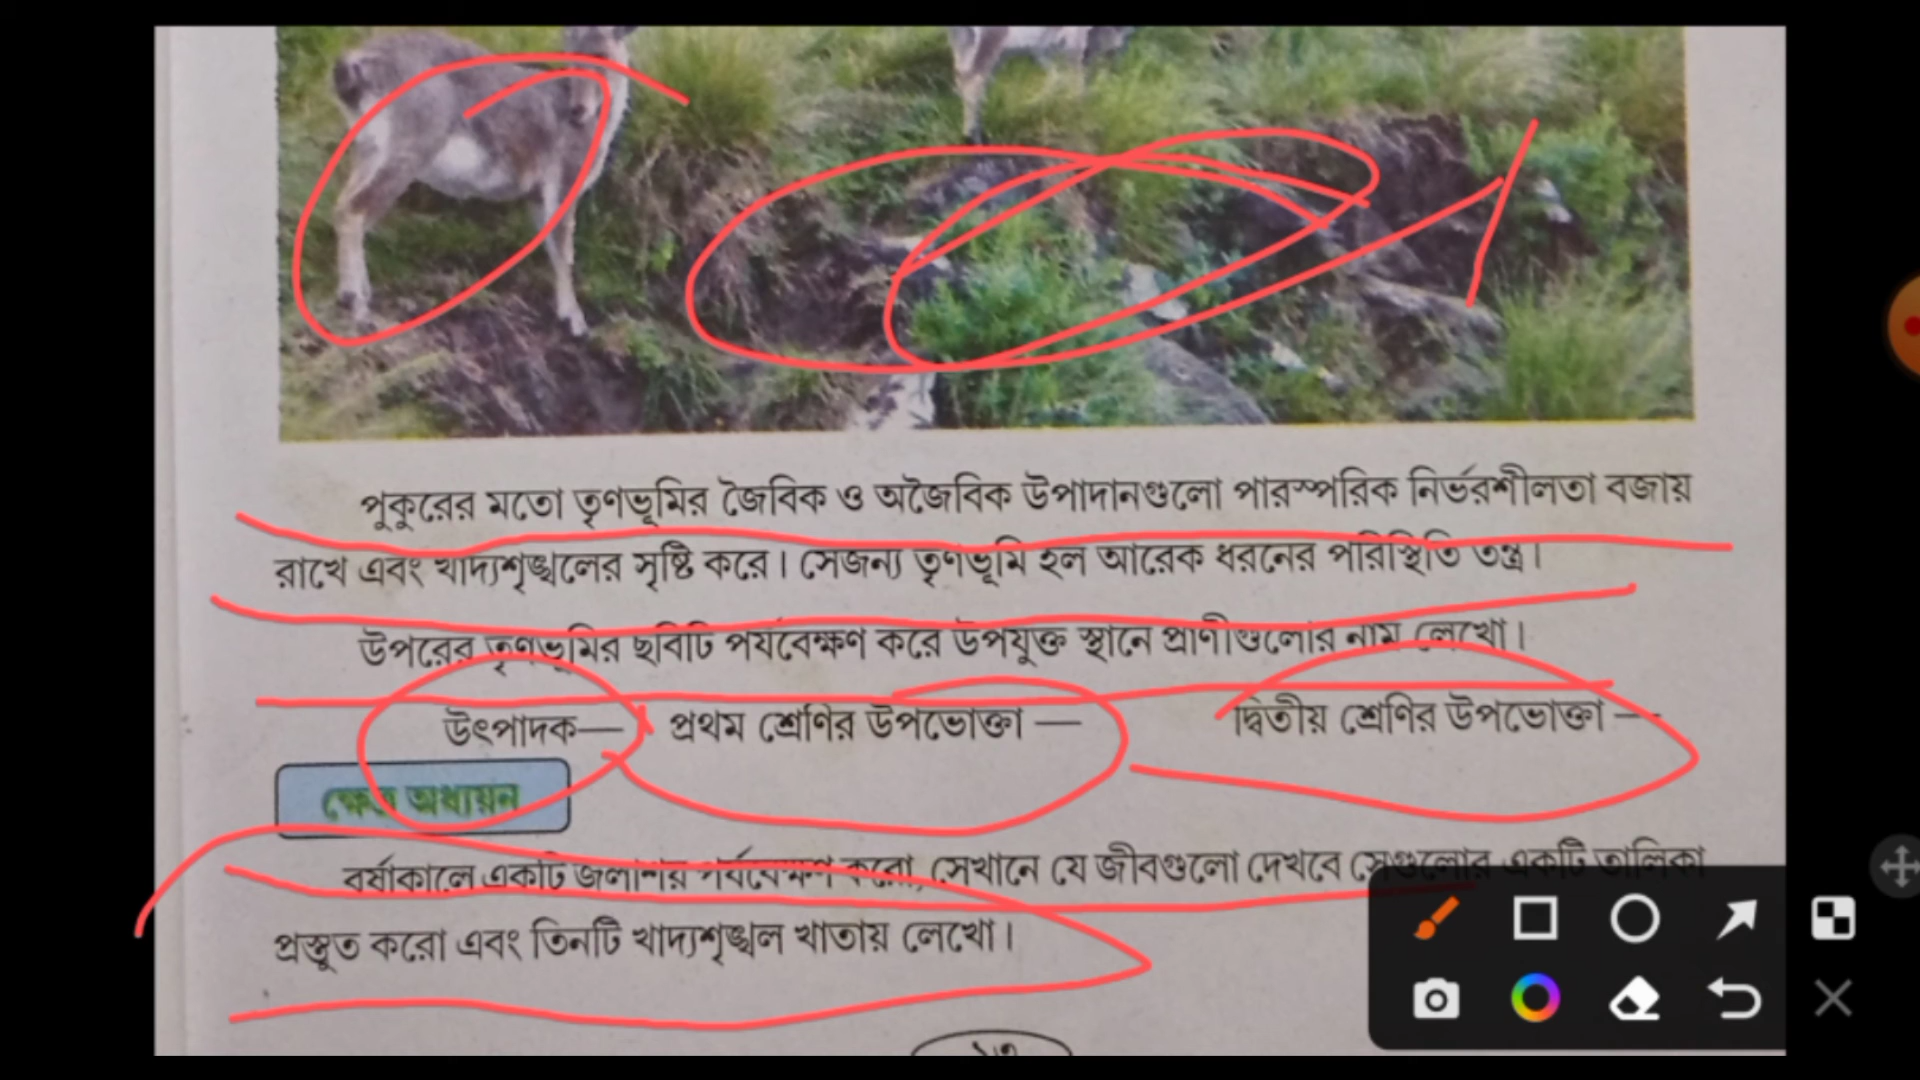 পুকুরের মতো তৃণভূমির জৈবিক ও অজৈবিক উপাদানগুলো পারস্পরিক নির্ভরশীলতা বজায়
রাখে এবং খাদ্যশৃঙ্খলের সৃষ্টি করে। সেজন্য তৃণভূমি হল আরেক ধরনের পরিস্থিতি তন্ত্র।
উপরের তৃণভূমির ছবিটি পর্যবেক্ষণ করে উপযুক্ত স্থানে প্রাণীগুলোর নাম লেখো।
উৎপাদক— প্রথম শ্রেণির উপভোক্তা — দ্বিতীয় শ্রেণির উপভোক্তা —
ক্ষেত্র অধ্যয়ন
বর্ষাকালে একটি জলাশয় পর্যবেক্ষণ করো, সেখানে যে জীবগুলো দেখবে সেগুলোর একটি তালিকা
প্রস্তুত করো এবং তিনটি খাদ্যশৃঙ্খল খাতায় লেখো।